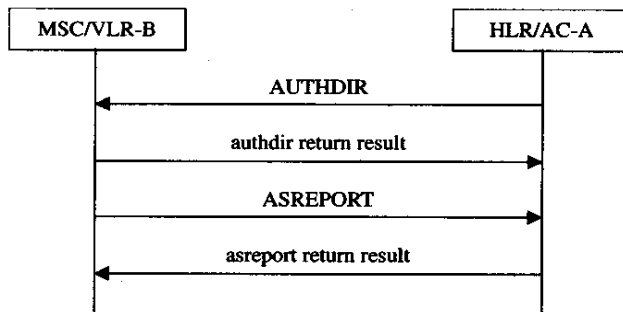 MSC/VLR-B
HLR/AC-A
AUTHDIR
authdir return result
ASREPORT
asreport return result